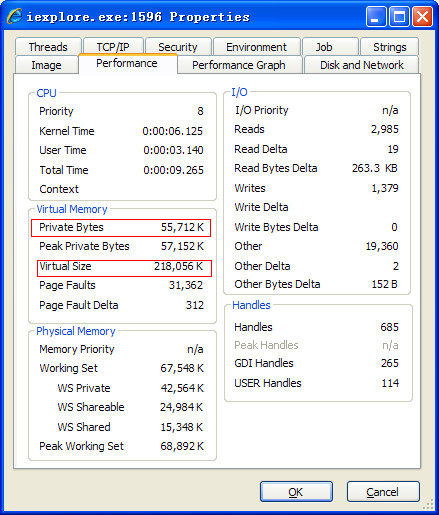 iexplore.exe:1596 Properties
Threads TCP/IP Security Environment Job Strings
Image Performance Performance Graph Disk and Network
CPU
Priority 8
Kernel Time 0:00:06.125
User Time 0:00:03.140
Total Time 0:00:09.265
Context
Virtual Memory
Private Bytes 55,712 K
Peak Private Bytes 57,152 K
Virtual Size 218,056 K
Page Faults 31,362
Page Fault Delta 312
Physical Memory
Memory Priority n/a
Working Set 67,548 K
WS Private 42,564 K
WS Shareable 24,984 K
WS Shared 15,348 K
Peak Working Set 68,892 K
I/O
I/O Priority n/a
Reads 2,985
Read Delta 19
Read Bytes Delta 263.3 KB
Writes 1,379
Write Delta
Write Bytes Delta 0
Other 19,360
Other Delta 2
Other Bytes Delta 152 B
Handles
Handles 685
Peak Handles n/a
GDI Handles 265
USER Handles 114
OK Cancel